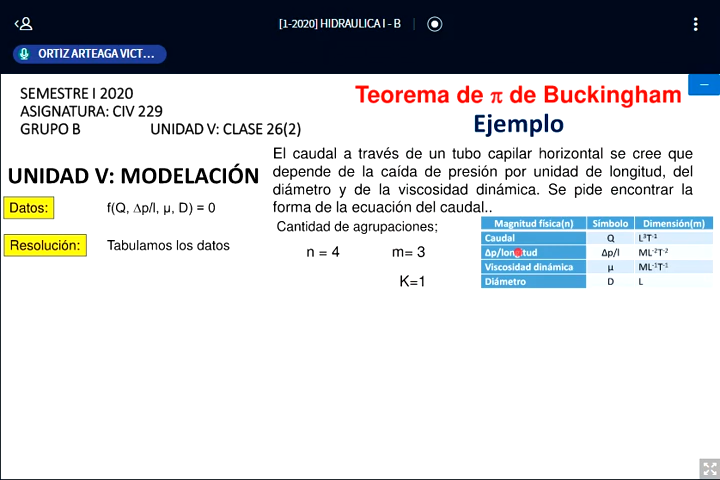 [1-2020] HIDRAULICA I - B
ORTIZ ARTEAGA VICT...
SEMESTRE I 2020
ASIGNATURA: CIV 229
GRUPO B UNIDAD V: CLASE 26(2)
Teorema de π de Buckingham
Ejemplo
UNIDAD V: MODELACIÓN
El caudal a través de un tubo capilar horizontal se cree que
depende de la caída de presión por unidad de longitud, del
diámetro y de la viscosidad dinámica. Se pide encontrar la
forma de la ecuación del caudal..
Datos: f(Q, Δp/l, µ, D) = 0
Resolución: Tabulamos los datos
Cantidad de agrupaciones;
n = 4 m= 3
K=1
Magnitud física(n) Símbolo Dimensión(m)
Caudal Q L³T⁻¹
Δp/longitud Δp/l ML⁻²T⁻²
Viscosidad dinámica µ ML⁻¹T⁻¹
Diámetro D L